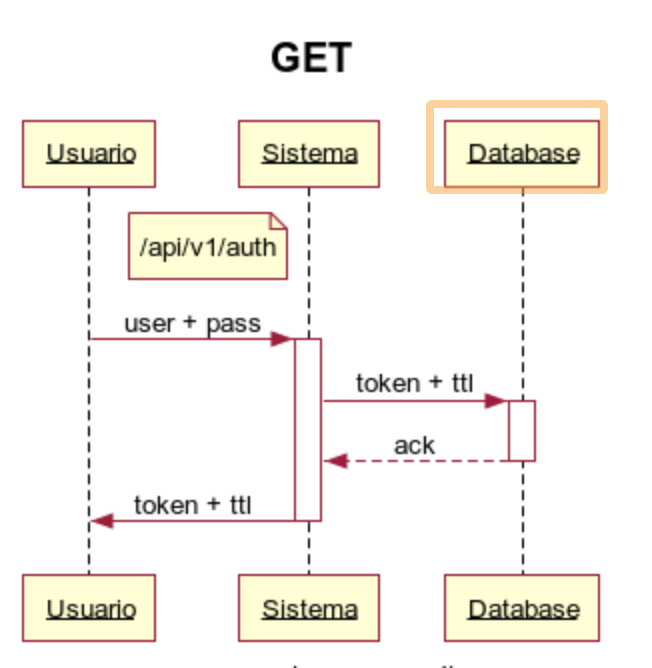 GET
Usuario Sistema Database
/api/v1/auth
user + pass
token + ttl
ack
token + ttl
Usuario Sistema Database